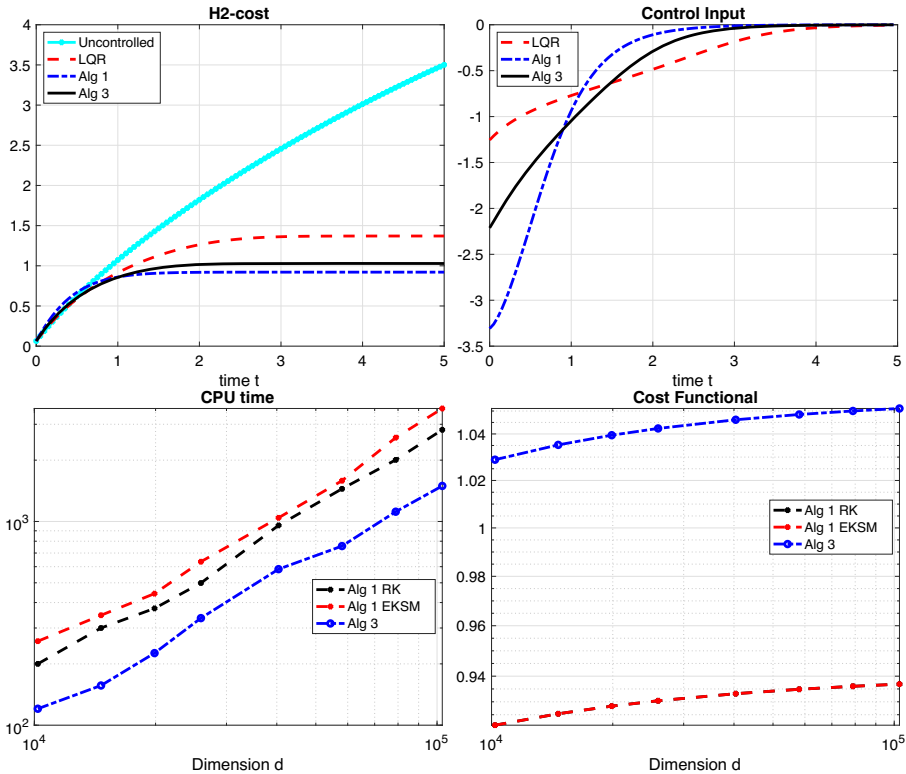 H2-cost
4
3.5
3
2.5
2
1.5
1
0.5
0
0 1 2 3 4 5
time t
Uncontrolled
LQR
Alg 1
Alg 3
Control Input
0
-0.5
-1
-1.5
-2
-2.5
-3
-3.5
0 1 2 3 4 5
time t
LQR
Alg 1
Alg 3
CPU time
10^3
10^2
10^4 10^5
Dimension d
Alg 1 RK
Alg 1 EKSM
Alg 3
Cost Functional
1.04
1.02
1
0.98
0.96
0.94
10^4 10^5
Dimension d
Alg 1 RK
Alg 1 EKSM
Alg 3